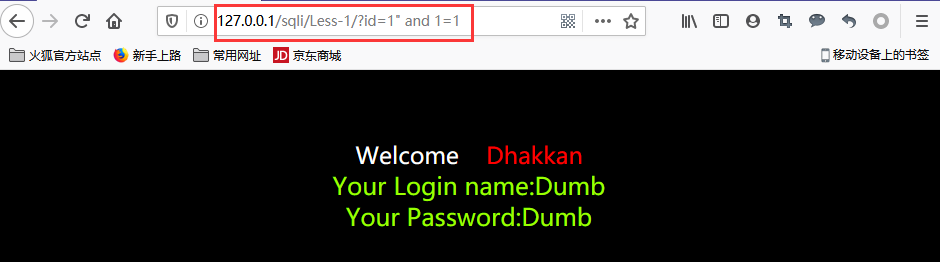 127.0.0.1/sqli/Less-1/?id=1" and 1=1
火狐官方站点 新手上路 常用网址 JD 京东商城 移动设备上的书签
Welcome Dhakkan
Your Login name:Dumb
Your Password:Dumb